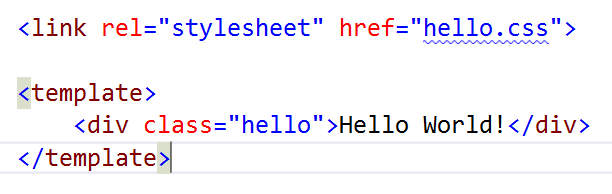 <link rel="stylesheet" href="hello.css">
<template>
<div class="hello">Hello World!</div>
</template>